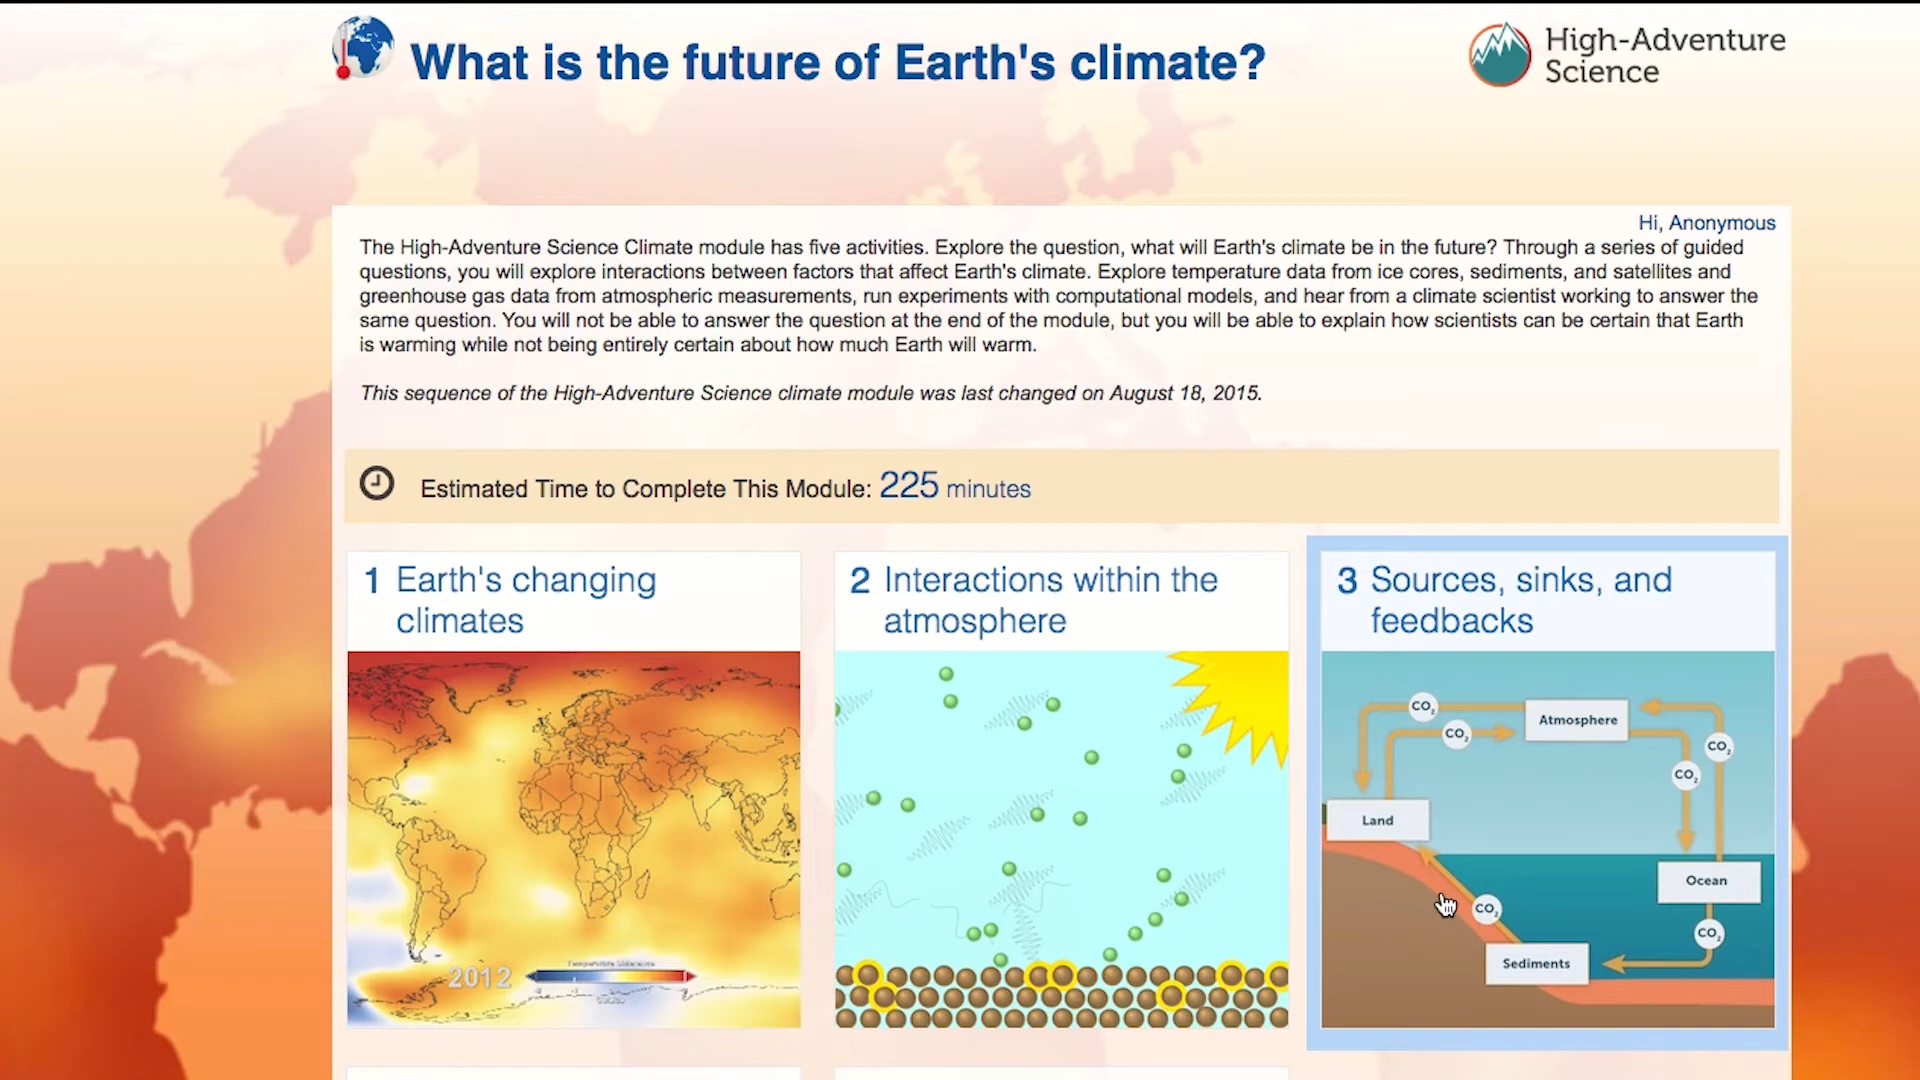 What is the future of Earth's climate?
High-Adventure
Science
Hi, Anonymous
The High-Adventure Science Climate module has five activities. Explore the question, what will Earth's climate be in the future? Through a series of guided
questions, you will explore interactions between factors that affect Earth's climate. Explore temperature data from ice cores, sediments, and satellites and
greenhouse gas data from atmospheric measurements, run experiments with computational models, and hear from a climate scientist working to answer the
same question. You will not be able to answer the question at the end of the module, but you will be able to explain how scientists can be certain that Earth
is warming while not being entirely certain about how much Earth will warm.
This sequence of the High-Adventure Science climate module was last changed on August 18, 2015.
Estimated Time to Complete This Module: 225 minutes
1 Earth's changing
climates
2012
Temperature Difference
2 Interactions within the
atmosphere
3 Sources, sinks, and
feedbacks
CO₂
Atmosphere
CO₂
CO₂
CO₂
Land
Ocean
CO₂
CO₂
Sediments